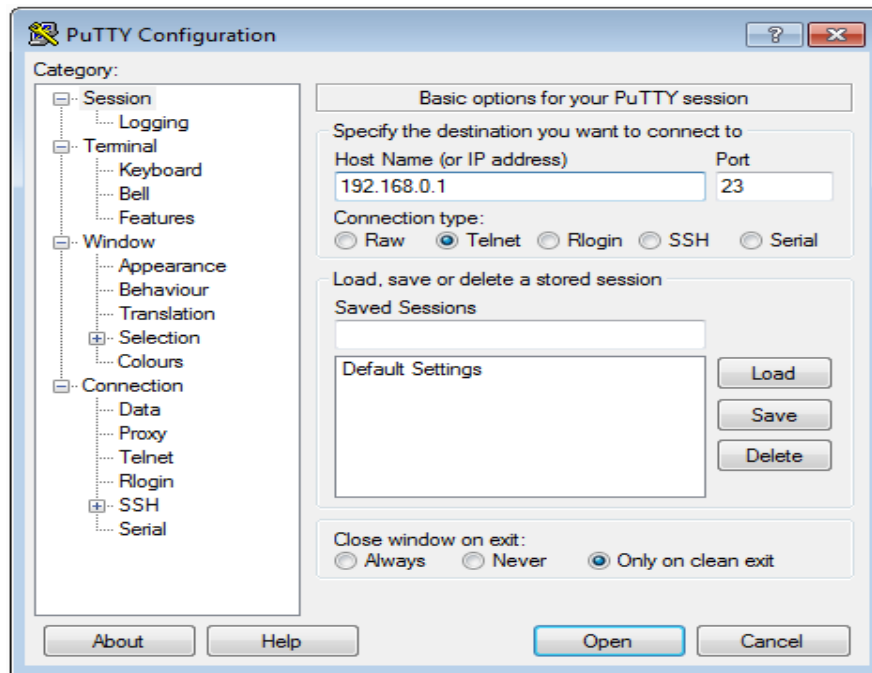 PuTTY Configuration
Category:
Session
Logging
Terminal
Keyboard
Bell
Features
Window
Appearance
Behaviour
Translation
Selection
Colours
Connection
Data
Proxy
Telnet
Rlogin
SSH
Serial
Basic options for your PuTTY session
Specify the destination you want to connect to
Host Name (or IP address) Port
192.168.0.1 23
Connection type:
Raw Telnet Rlogin SSH Serial
Load, save or delete a stored session
Saved Sessions
Default Settings
Load
Save
Delete
Close window on exit:
Always Never Only on clean exit
About Help Open Cancel